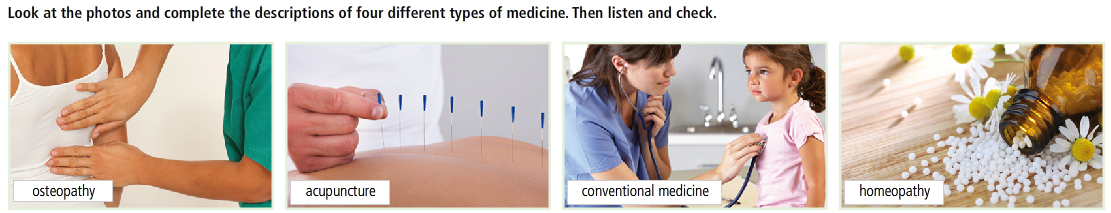 Look at the photos and complete the descriptions of four different types of medicine. Then listen and check.
osteopathy
acupuncture
conventional medicine
homeopathy